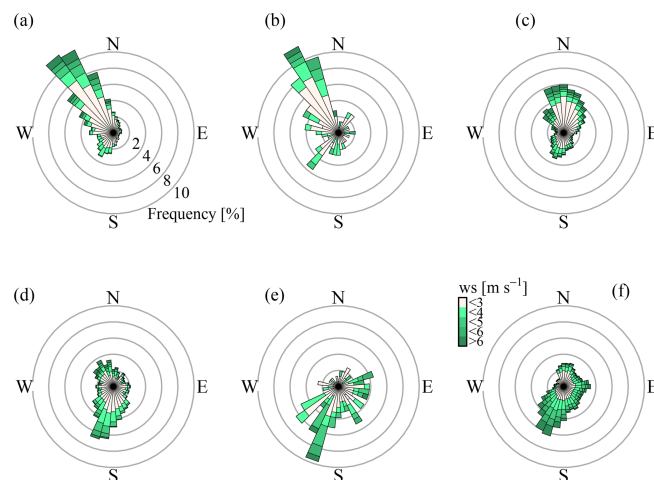 (a)
N
W
E
S
2
4
6
8
10
Frequency [%]
(b)
N
W
E
S
(c)
N
W
E
S
(d)
N
W
E
S
(e)
N
W
E
S
ws [m s⁻¹]
<3
<4
<5
<6
>6
(f)
N
W
E
S